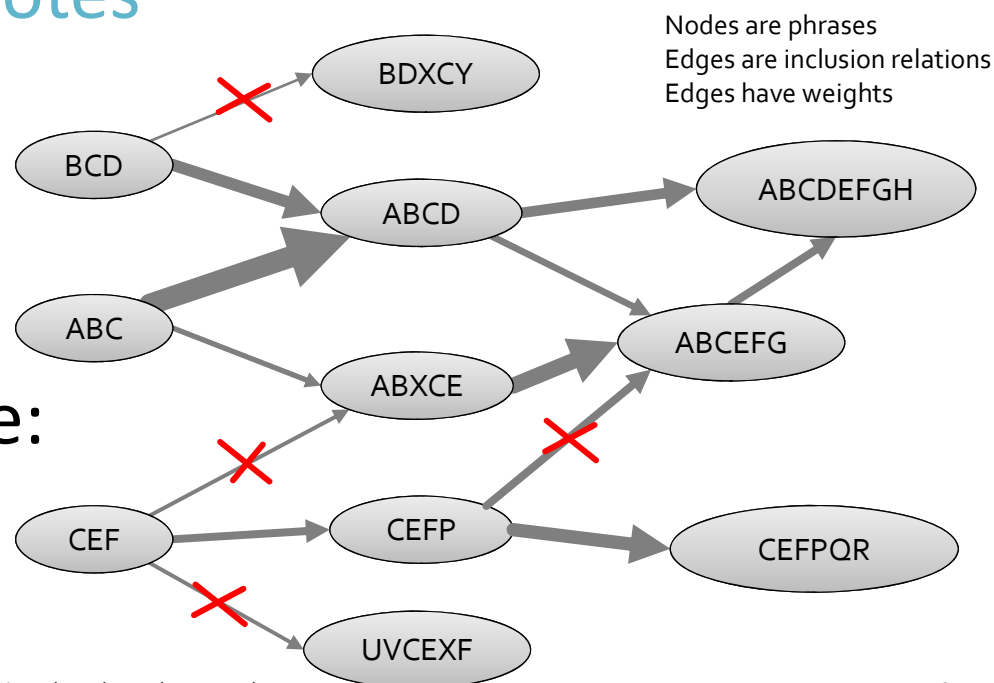 Nodes are phrases
Edges are inclusion relations
Edges have weights
BDXCY
BCD
ABCD
ABCDEFGH
ABC
ABCEFG
ABXCE
e:
CEF
CEFP
CEFPQR
UVCEXF